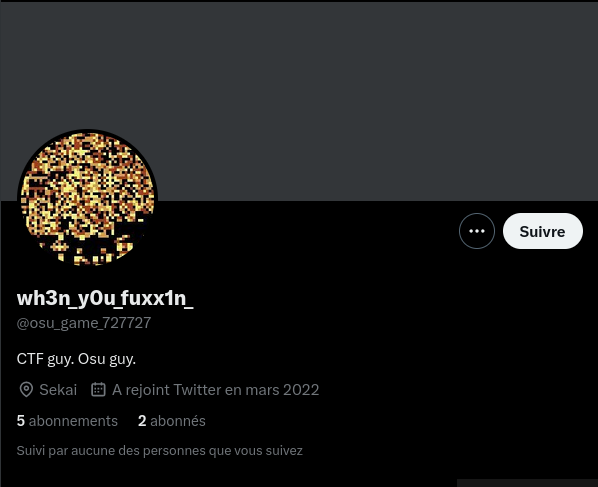 Suivre
wh3n_y0u_fuxx1n_
@osu_game_727727
CTF guy. Osu guy.
Sekai A rejoint Twitter en mars 2022
5 abonnements 2 abonnés
Suivi par aucune des personnes que vous suivez